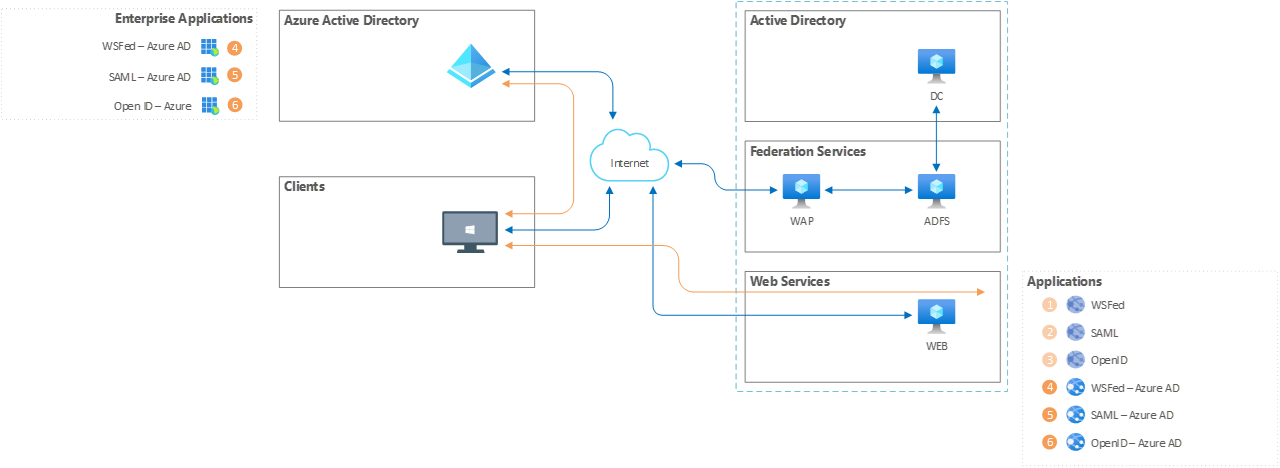 Enterprise Applications
WSFed – Azure AD 4
SAML – Azure AD 5
Open ID – Azure 6
Azure Active Directory
Clients
Internet
Active Directory
DC
Federation Services
WAP
ADFS
Web Services
WEB
Applications
1 WSFed
2 SAML
3 OpenID
4 WSFed – Azure AD
5 SAML – Azure AD
6 OpenID – Azure AD